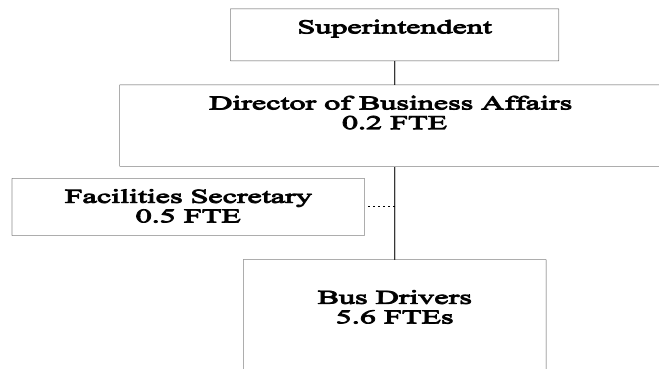 Superintendent
Director of Business Affairs
0.2 FTE
Facilities Secretary
0.5 FTE
Bus Drivers
5.6 FTEs